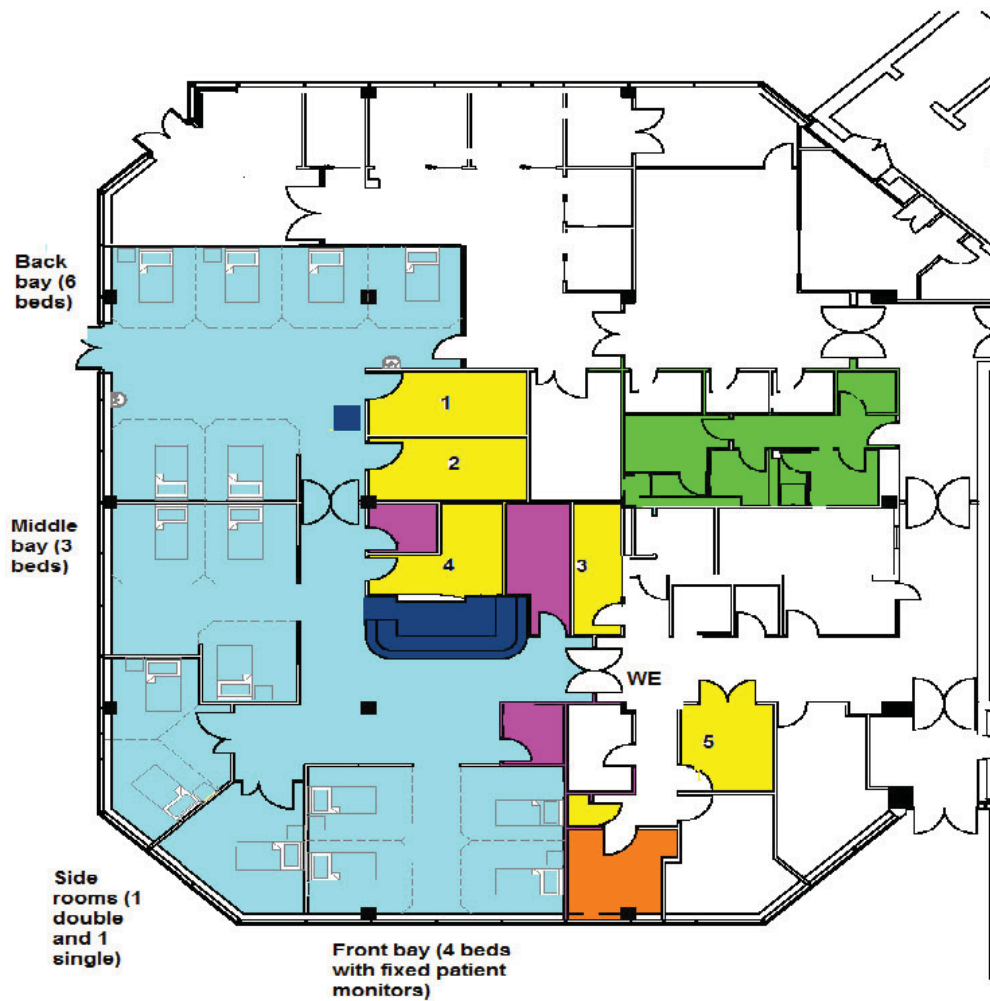 Back
bay (6
beds)
1
2
Middle
bay (3
beds)
4
3
WE
5
Side
rooms (1
double
and 1
single)
Front bay (4 beds
with fixed patient
monitors)